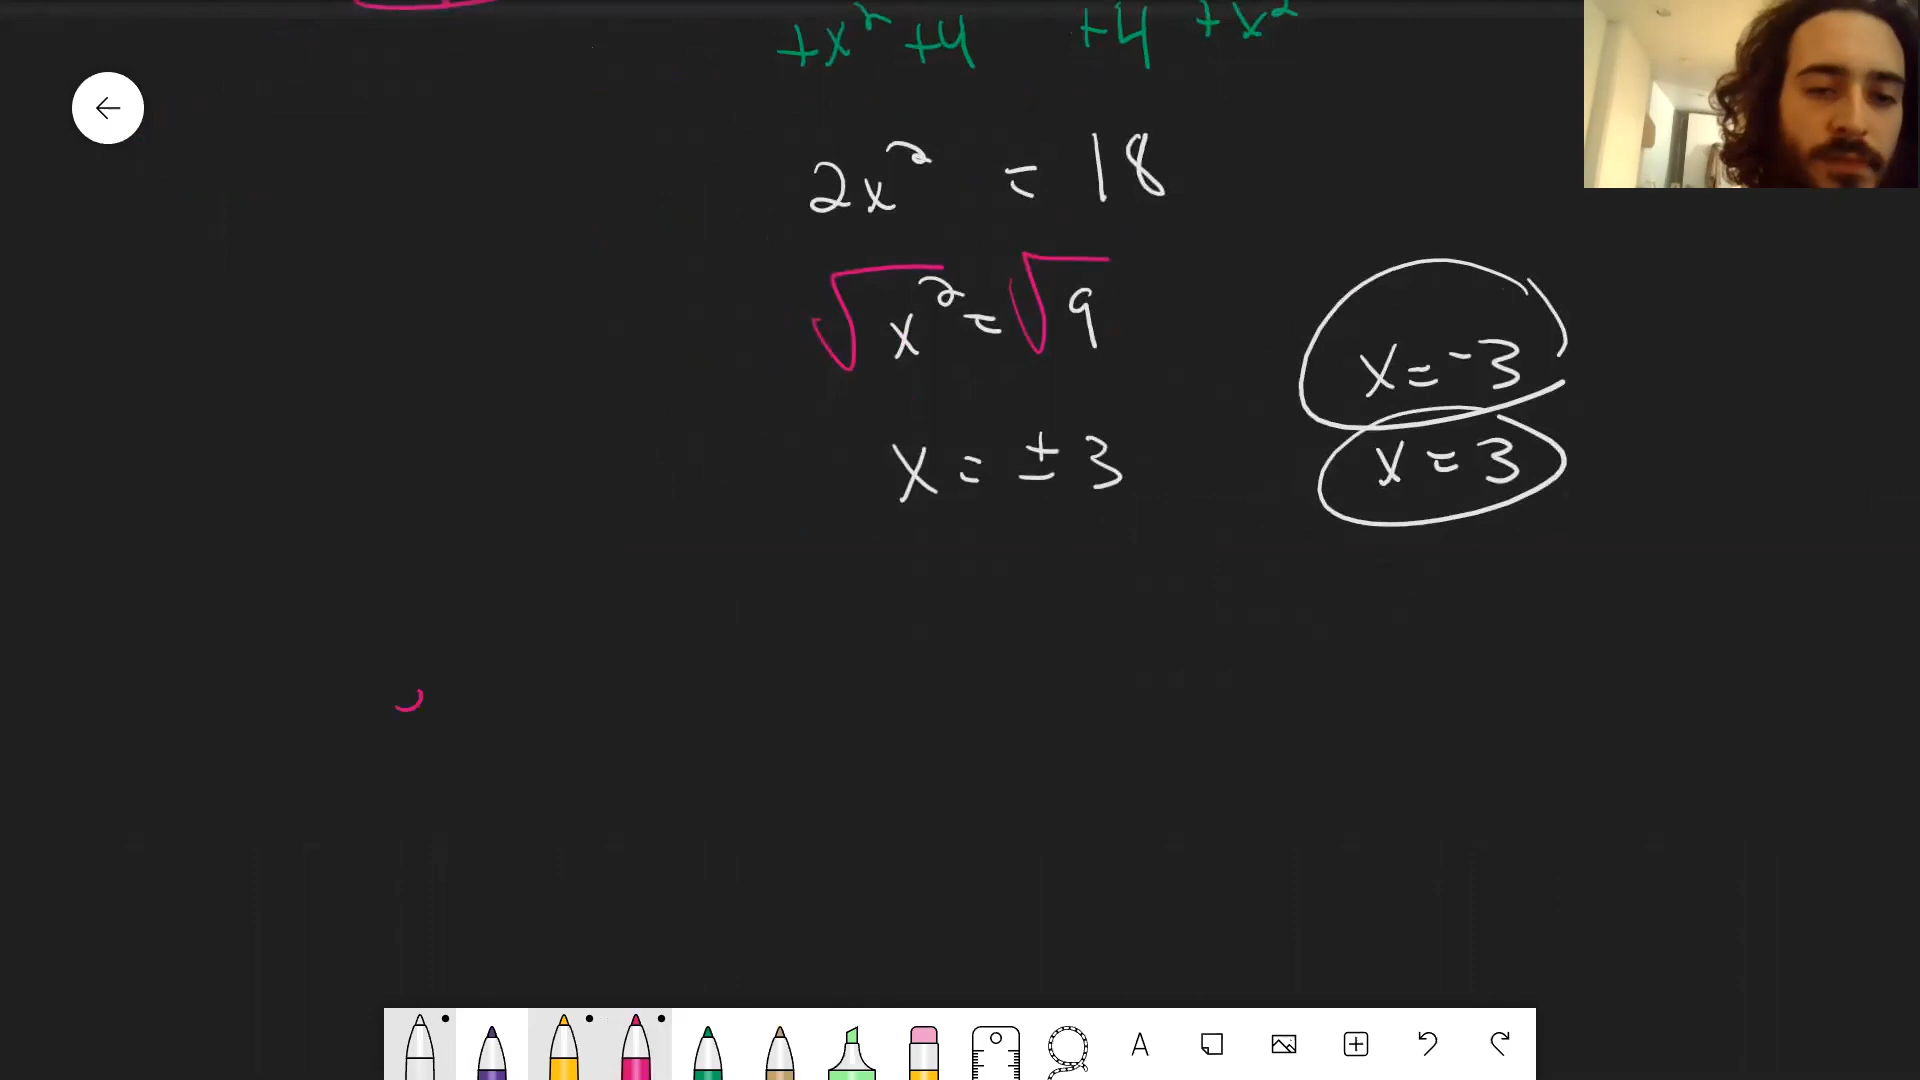 +x² +4 +4 +x²
2x² = 18
√x² = √9
x = ± 3
x = -3
x = 3
A